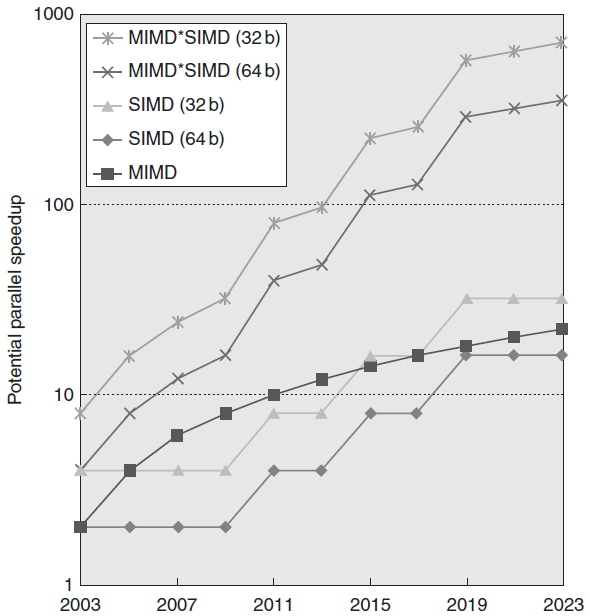 1000
MIMD*SIMD (32 b)
MIMD*SIMD (64 b)
SIMD (32 b)
SIMD (64 b)
MIMD
100
10
1
Potential parallel speedup
2003 2007 2011 2015 2019 2023